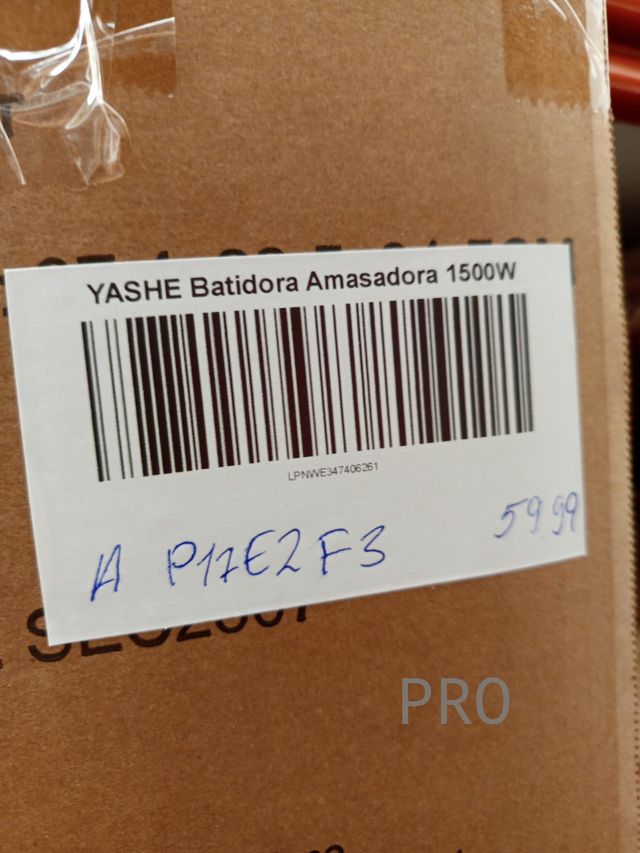 YASHE Batidora Amasadora 1500W
LPNWE347406261
59.99
A P17E2F3
PRO